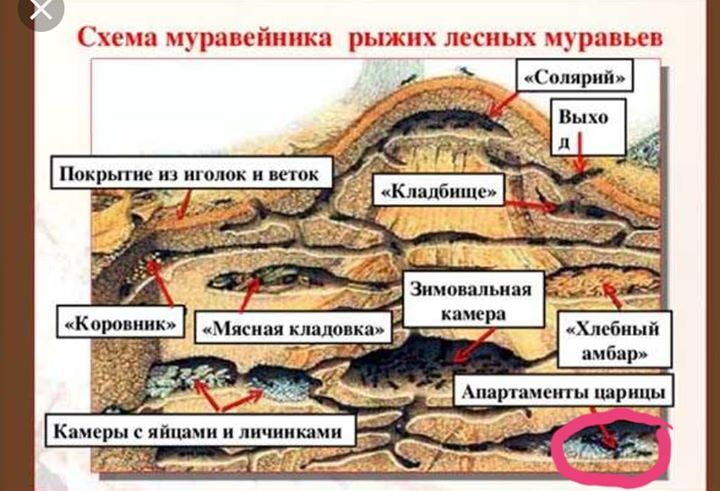 Схема муравейника рыжих лесных муравьев
«Солярий»
Выхо
д
Покрытие из иголок и веток
«Кладбище»
Зимовальная
камера
«Коровник»
«Мясная кладовка»
«Хлебный
амбар»
Апартаменты царицы
Камеры с яйцами и личинками